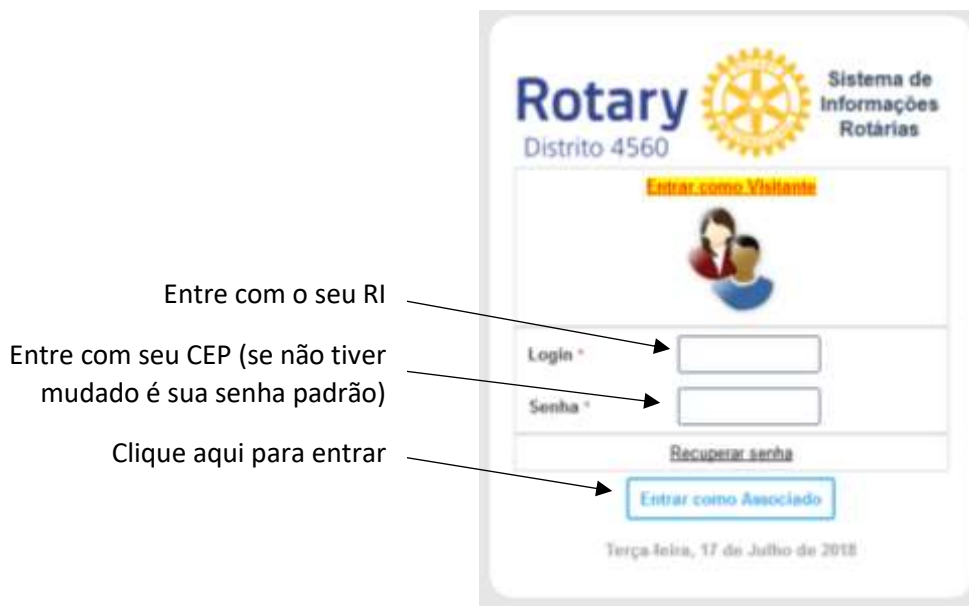 Rotary
Distrito 4560
Sistema de
Informações
Rotárias
Entrar como Visitante
Entre com o seu RI
Login *
Entre com seu CEP (se não tiver
mudado é sua senha padrão)
Senha *
Clique aqui para entrar
Recuperar senha
Entrar como Associado
Terça-feira, 17 de Julho de 2018